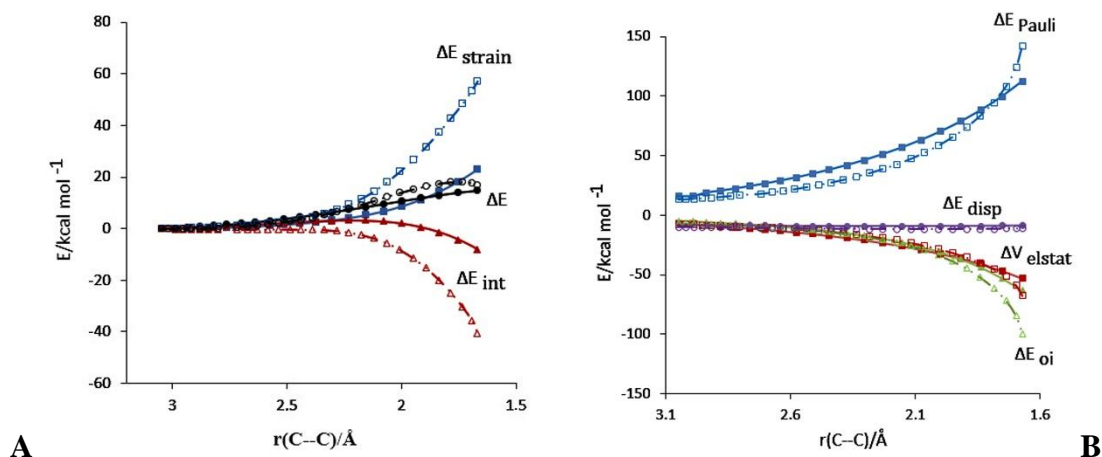 80
60
40
20
0
-20
-40
-60
E/kcal mol -1
3
2.5
2
1.5
r(C--C)/Å
ΔE strain
ΔE
ΔE int
A
150
100
50
0
-50
-100
-150
E/kcal mol -1
3.1
2.6
2.1
1.6
r(C--C)/Å
ΔE Pauli
ΔE disp
ΔV elstat
ΔE oi
B